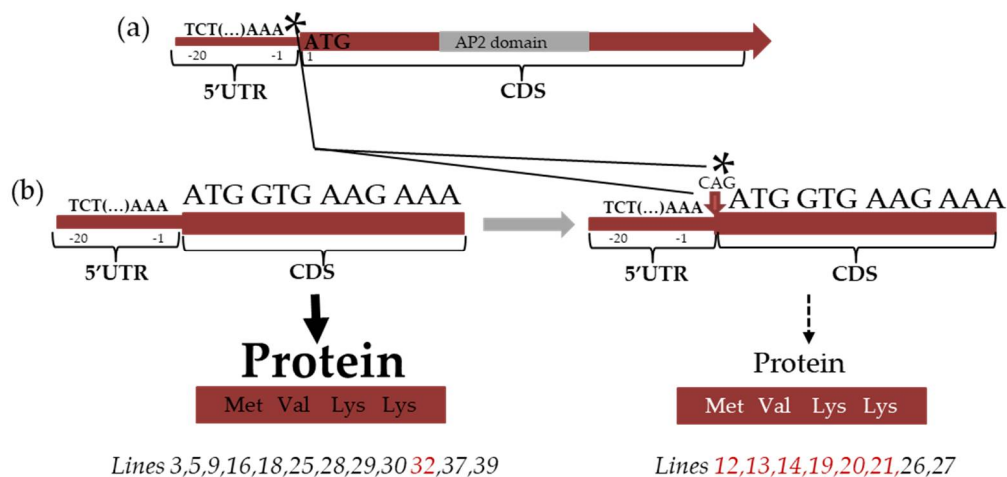 (a)
TCT(...)AAA *
ATG
AP2 domain
-20 -1 1
5'UTR
CDS
*
CAG
(b)
ATG GTG AAG AAA
TCT(...)AAA
-20 -1
5'UTR
CDS
ATG GTG AAG AAA
TCT(...)AAA
-20 -1
5'UTR
CDS
Protein
Met Val Lys Lys
Lines 3,5,9,16,18,25,28,29,30 32,37,39
Protein
Met Val Lys Lys
Lines 12,13,14,19,20,21,26,27